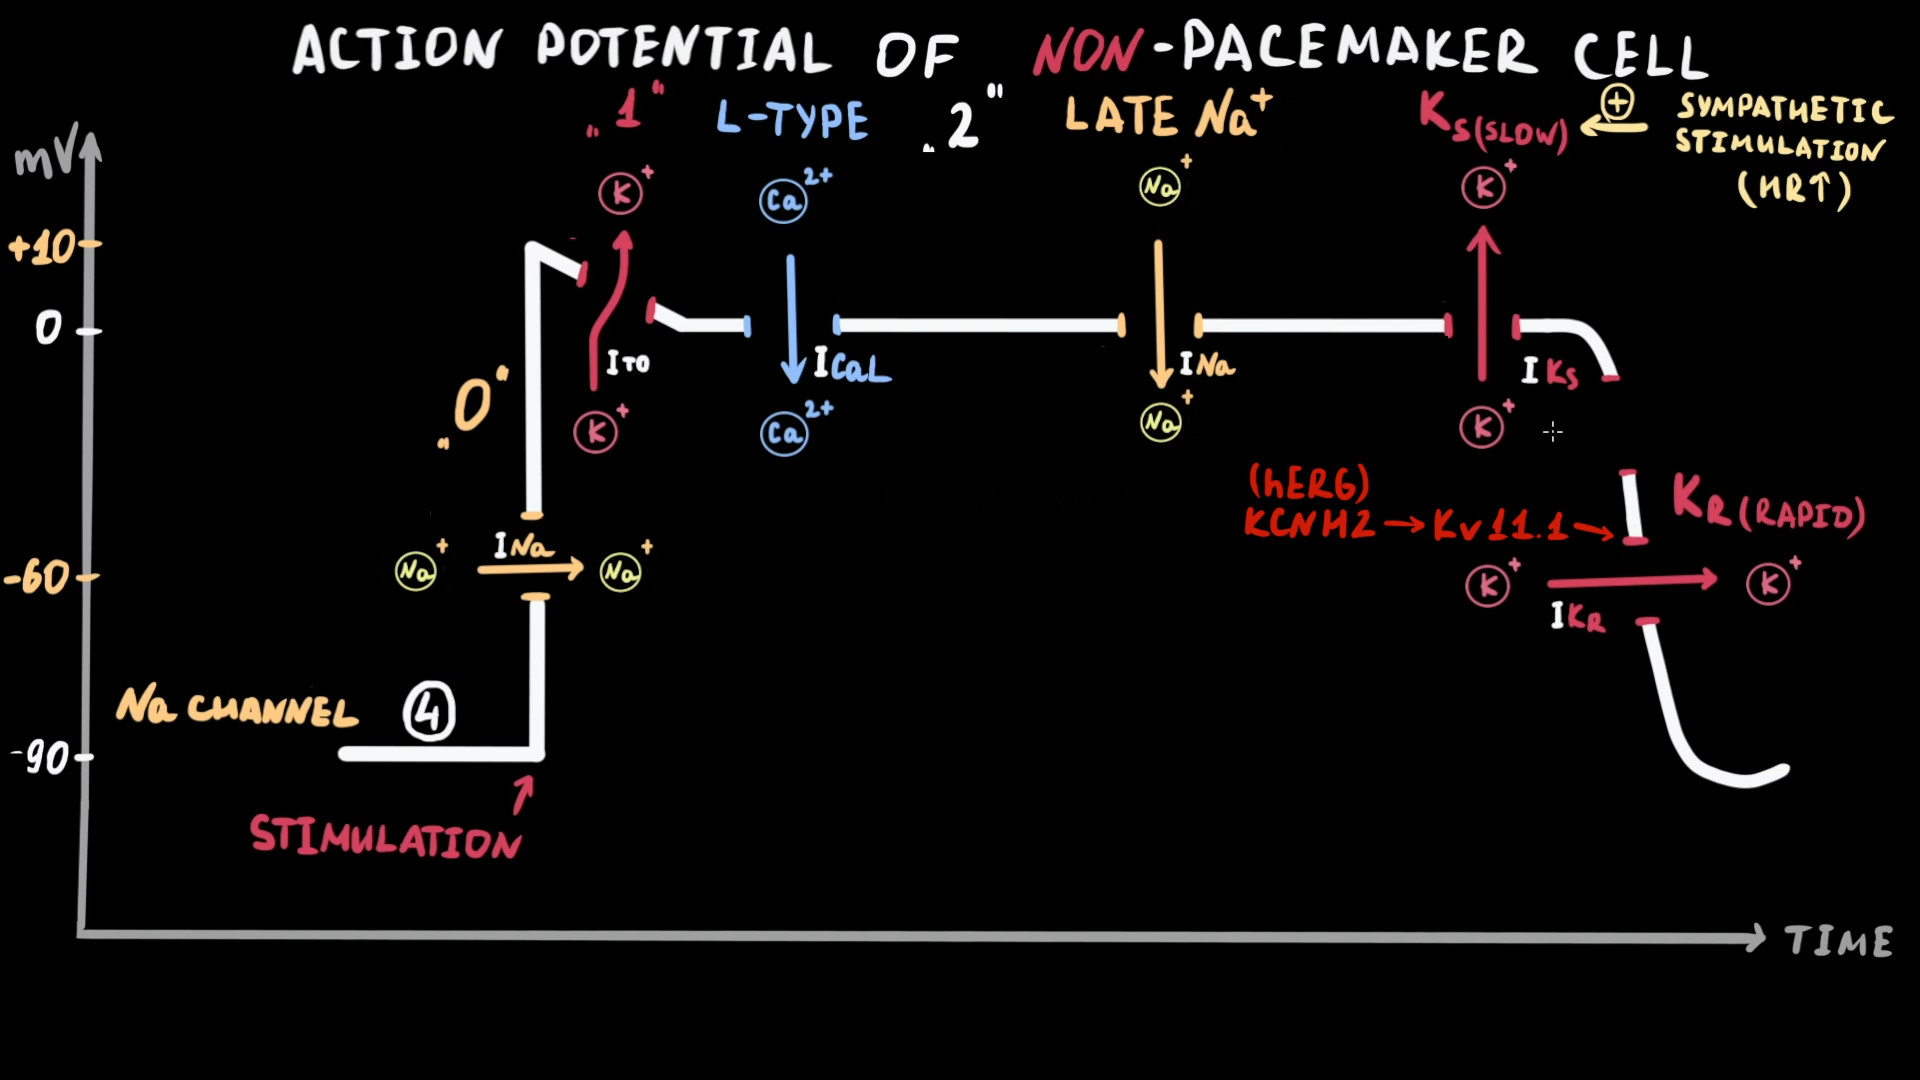 ACTION POTENTIAL OF NON-PACEMAKER CELL
„1"
L-TYPE
„2"
LATE Na+
Ks(SLOW)
+
SYMPATHETIC
STIMULATION
(HR↑)
mV
K+
Ca2+
Na+
K+
+10
0
ITO
ICaL
INa
IKs
„0"
K+
Ca2+
Na+
K+
(hERG)
KCNH2 → Kv11.1 →
KR(RAPID)
INa
Na+
Na+
K+
K+
-60
IKR
Na CHANNEL
4
-90
STIMULATION
TIME